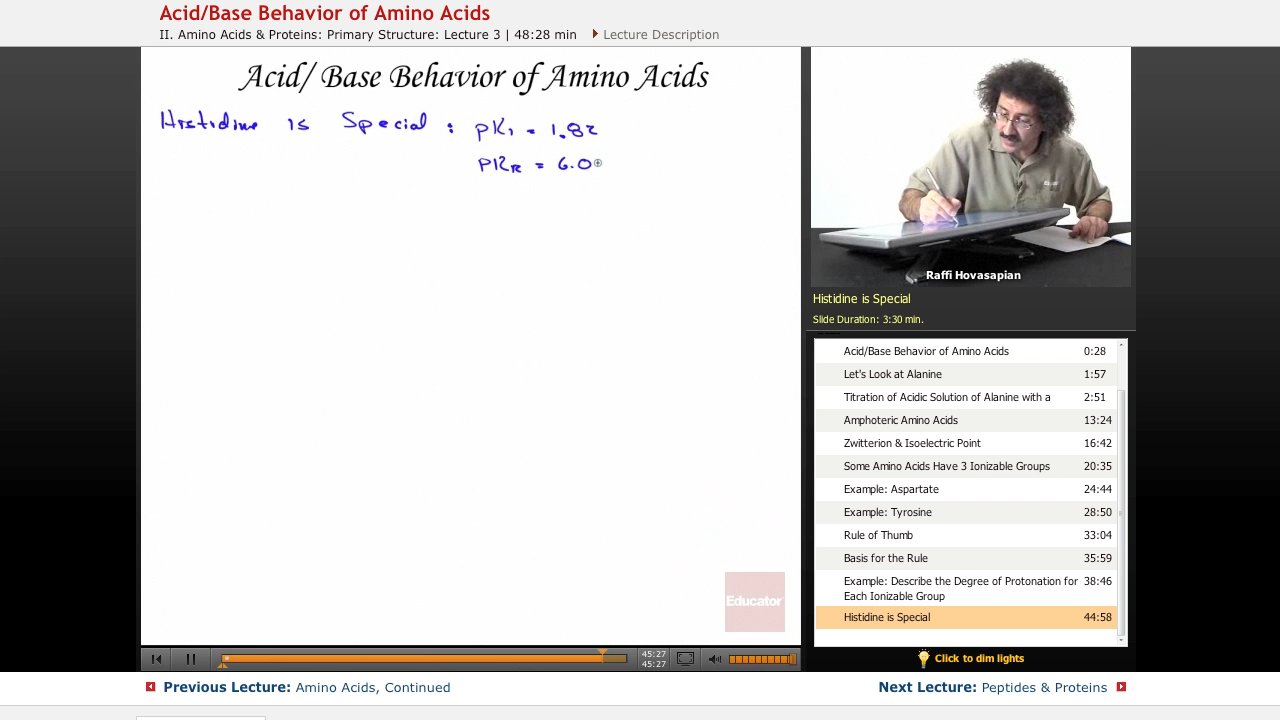 Acid/Base Behavior of Amino Acids
II. Amino Acids & Proteins: Primary Structure: Lecture 3 | 48:28 min Lecture Description
Acid/ Base Behavior of Amino Acids
Histidine is Special : pK₁ = 1.82
pKR = 6.0
Educator
Raffi Hovasapian
Histidine is Special
Slide Duration: 3:30 min.
Acid/Base Behavior of Amino Acids 0:28
Let's Look at Alanine 1:57
Titration of Acidic Solution of Alanine with a 2:51
Amphoteric Amino Acids 13:24
Zwitterion & Isoelectric Point 16:42
Some Amino Acids Have 3 Ionizable Groups 20:35
Example: Aspartate 24:44
Example: Tyrosine 28:50
Rule of Thumb 33:04
Basis for the Rule 35:59
Example: Describe the Degree of Protonation for 38:46
Each Ionizable Group
Histidine is Special 44:58
45:27
45:27
Click to dim lights
Previous Lecture: Amino Acids, Continued
Next Lecture: Peptides & Proteins